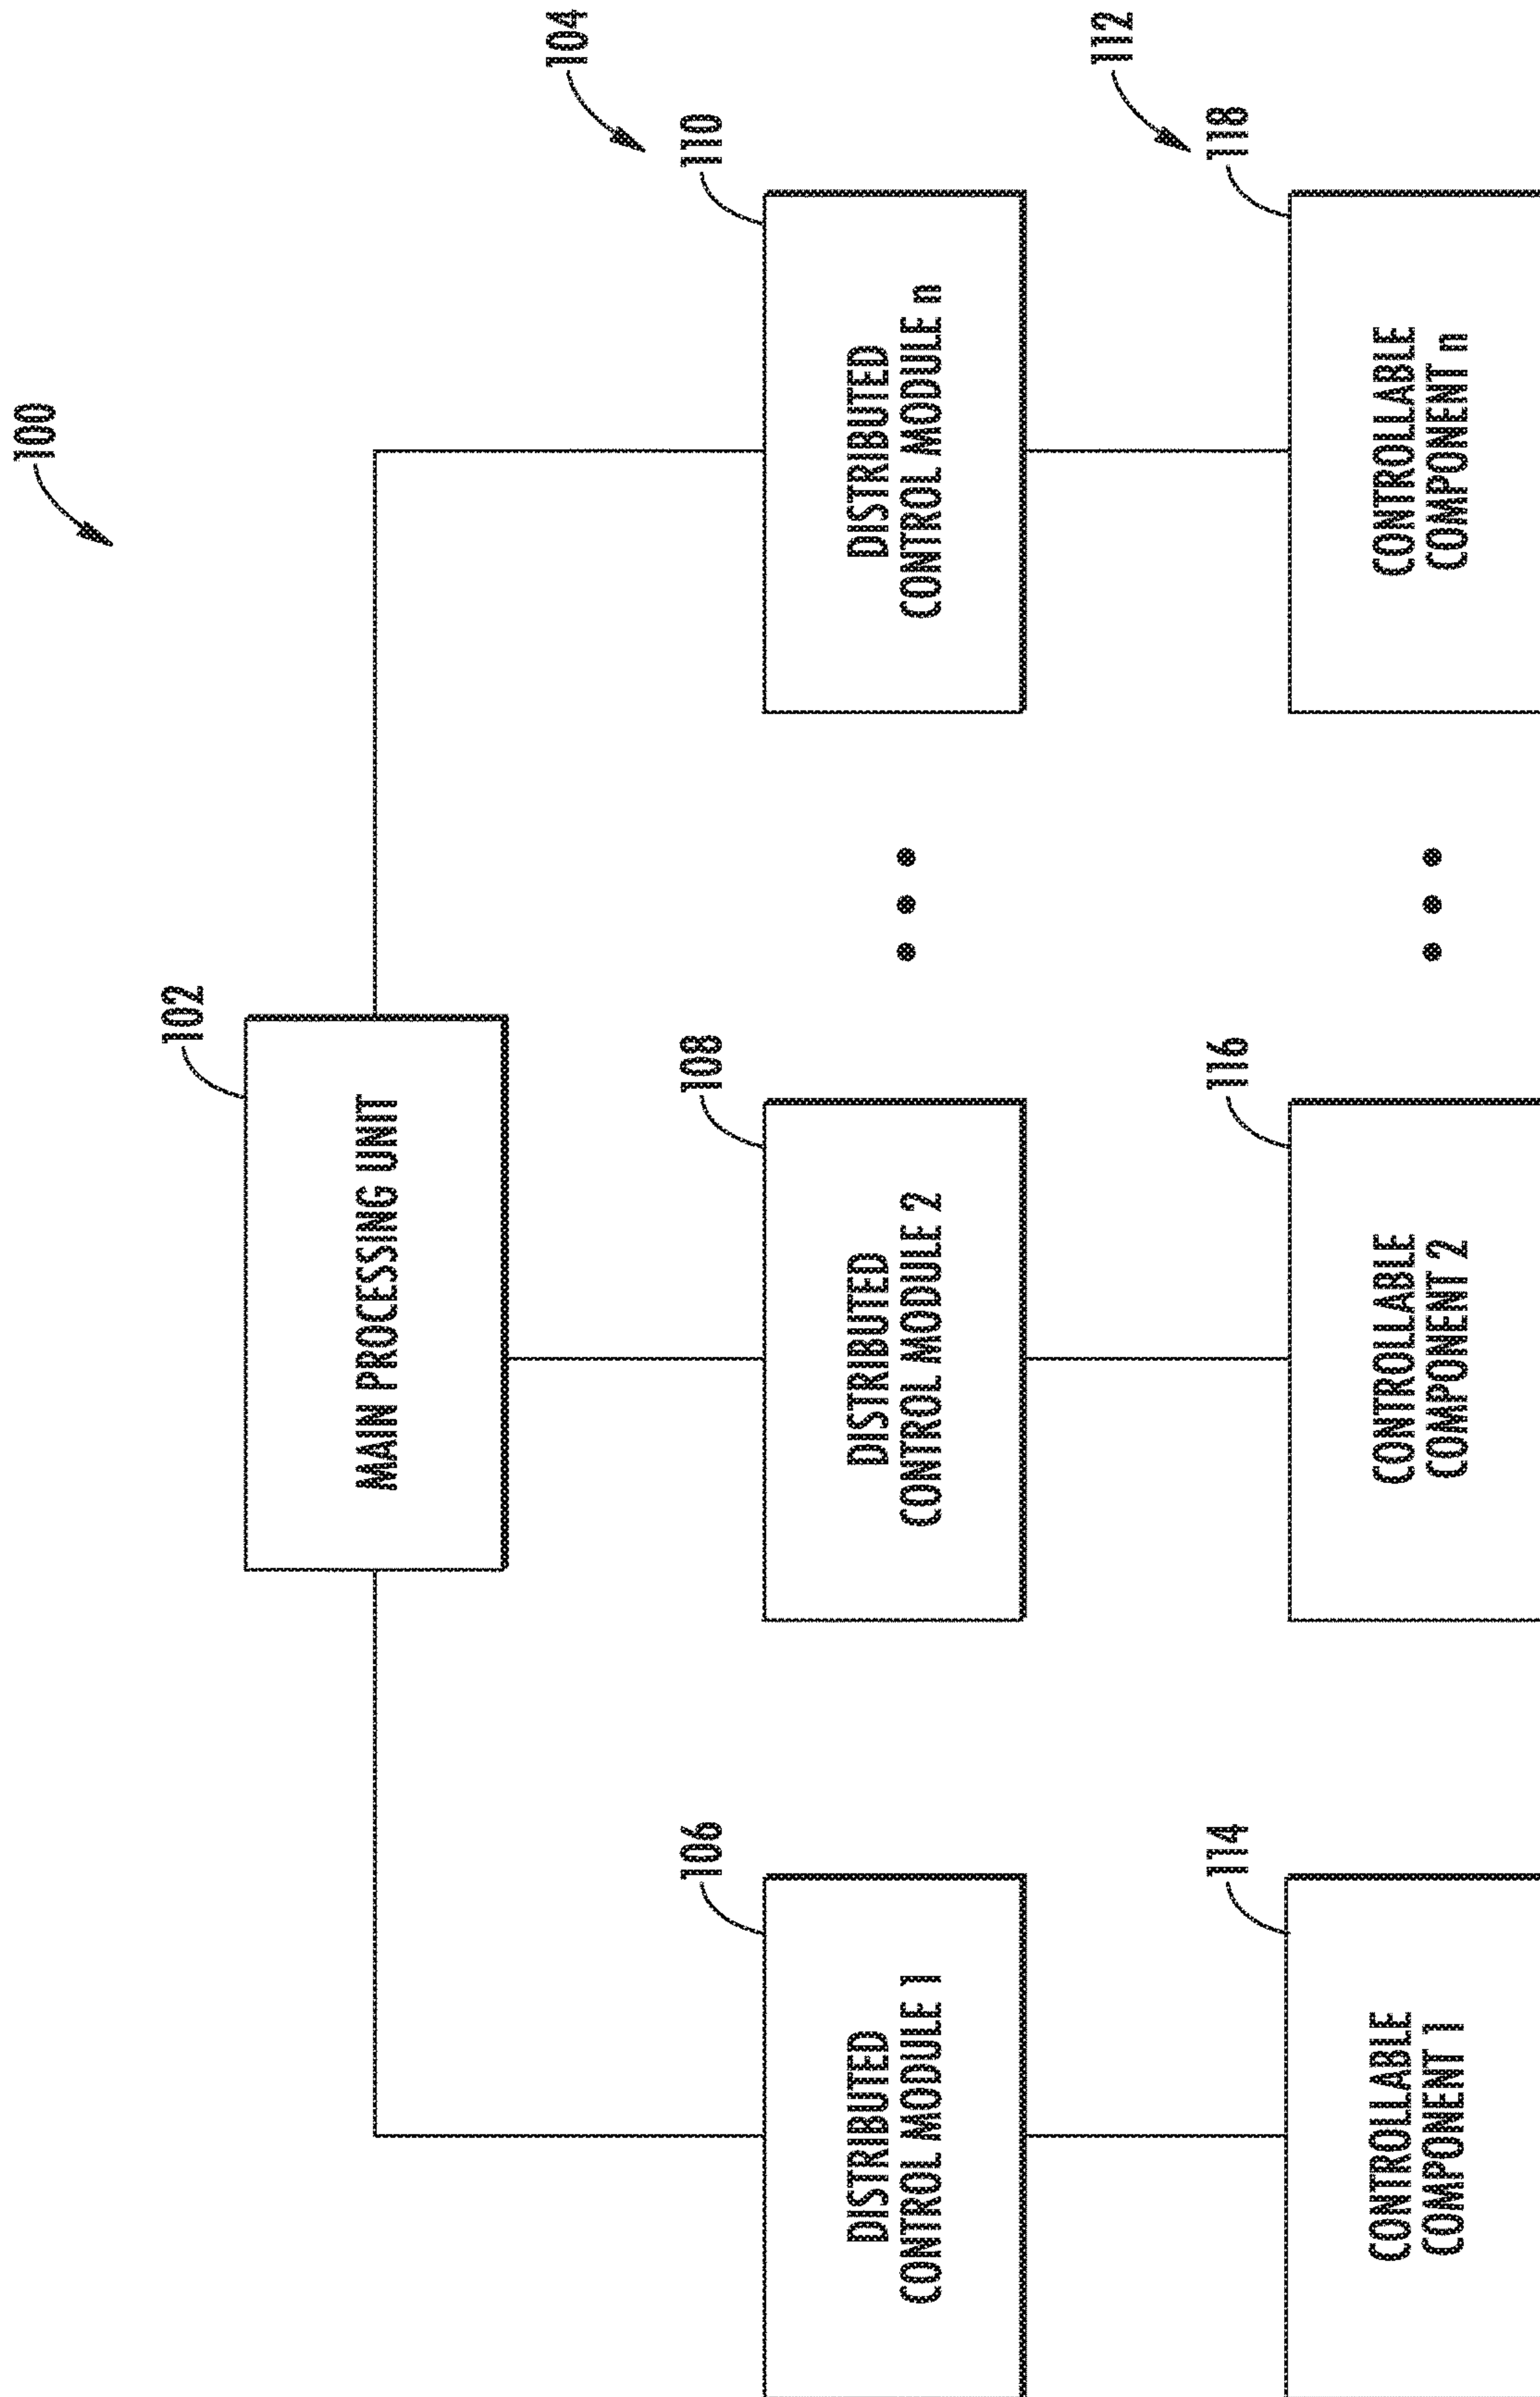 100
102
MAIN PROCESSING UNIT
104
106
DISTRIBUTED
CONTROL MODULE 1
108
DISTRIBUTED
CONTROL MODULE 2
110
DISTRIBUTED
CONTROL MODULE n
112
114
CONTROLLABLE
COMPONENT 1
116
CONTROLLABLE
COMPONENT 2
118
CONTROLLABLE
COMPONENT n